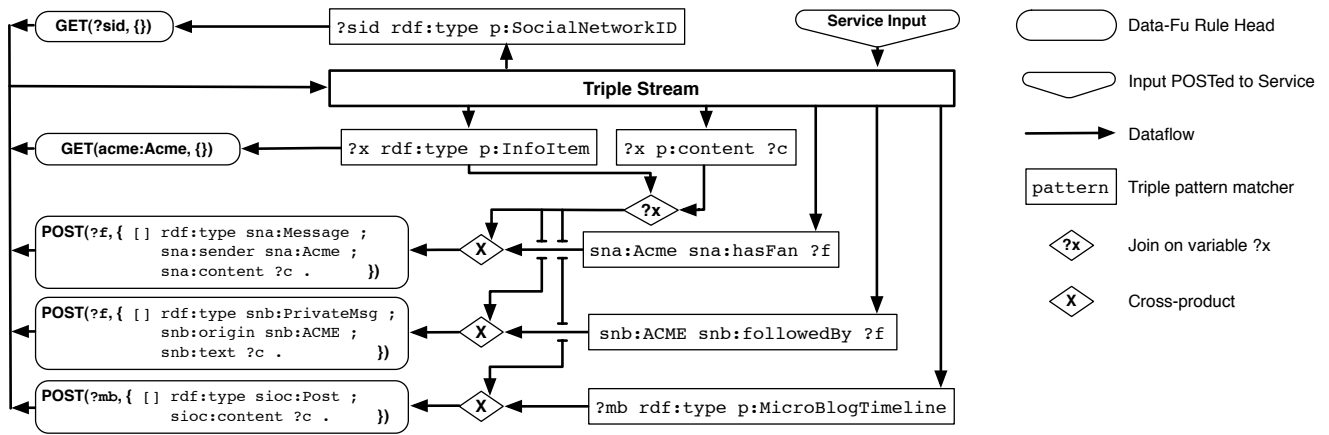 GET(?sid, {})
?sid rdf:type p:SocialNetworkID
Service Input
Triple Stream
GET(acme:Acme, {})
?x rdf:type p:InfoItem
?x p:content ?c
?x
POST(?f, { [] rdf:type sna:Message ;
sna:sender sna:Acme ;
sna:content ?c . })
X
sna:Acme sna:hasFan ?f
POST(?f, { [] rdf:type snb:PrivateMsg ;
snb:origin snb:ACME ;
snb:text ?c . })
X
snb:ACME snb:followedBy ?f
POST(?mb, { [] rdf:type sioc:Post ;
sioc:content ?c . })
X
?mb rdf:type p:MicroBlogTimeline
Data-Fu Rule Head
Input POSTed to Service
Dataflow
pattern Triple pattern matcher
?x Join on variable ?x
X Cross-product